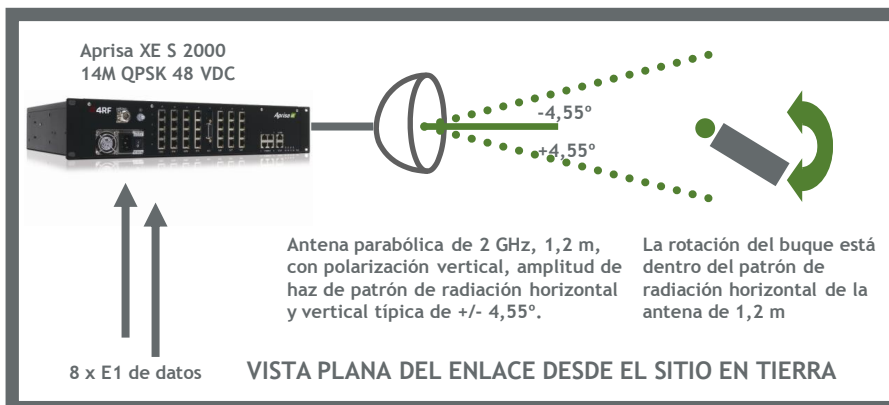 Aprisa XE S 2000
14M QPSK 48 VDC
4RF
Aprisa XE
-4,55º
+4,55º
Antena parabólica de 2 GHz, 1,2 m,
con polarización vertical, amplitud de
haz de patrón de radiación horizontal
y vertical típica de +/- 4,55º.
La rotación del buque está
dentro del patrón de
radiación horizontal de la
antena de 1,2 m
8 x E1 de datos
VISTA PLANA DEL ENLACE DESDE EL SITIO EN TIERRA